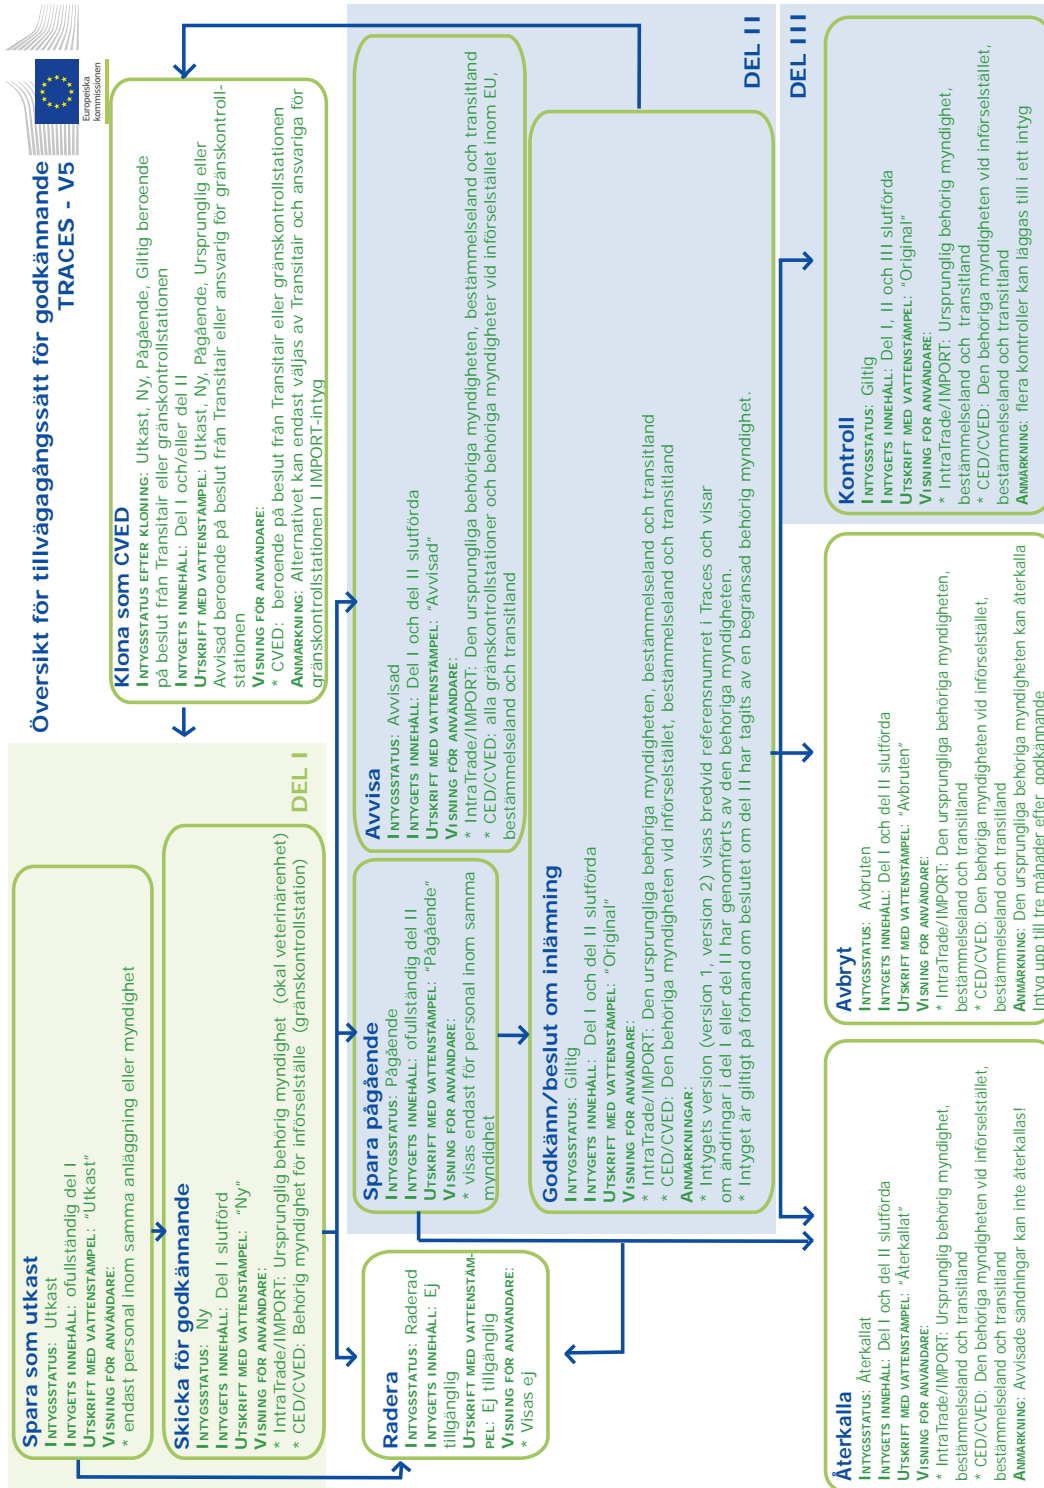 Översikt för tillvägagångssätt för godkännande
TRACES - V5
Europeiska
kommissionen
Spara som utkast
INTYGSSTATUS: Utkast
INTYGETS INNEHÅLL: ofullständig del I
UTSKRIFT MED VATTENSTÄMPEL: "Utkast"
VISNING FÖR ANVÄNDARE:
* endast personal inom samma anläggning eller myndighet
Skicka för godkännande
INTYGSSTATUS: Ny
INTYGETS INNEHÅLL: Del I slutförd
UTSKRIFT MED VATTENSTÄMPEL: "Ny"
VISNING FÖR ANVÄNDARE:
* IntraTrade/IMPORT: Ursprunglig behörig myndighet (okal veterinärenhet)
* CED/CVED: Behörig myndighet för införselställe (gränskontrollstation)
DEL I
Klona som CVED
INTYGSSTATUS EFTER KLONING: Utkast, Ny, Pågående, Giltig beroende
på beslut från Transitair eller gränskontrollstationen
INTYGETS INNEHÅLL: Del I och/eller del II
UTSKRIFT MED VATTENSTÄMPEL: Utkast, Ny, Pågående, Ursprunglig eller
Avvisad beroende på beslut från Transitair eller ansvarig för gränskontroll-
stationen
VISNING FÖR ANVÄNDARE:
* CVED: beroende på beslut från Transitair eller gränskontrollstationen
ANMÄRKNING: Alternativet kan endast väljas av Transitair och ansvariga för
gränskontrollstationen I IMPORT-intyg
Radera
INTYGSSTATUS: Raderad
INTYGETS INNEHÅLL: Ej
tillgänglig
UTSKRIFT MED VATTENSTÄM-
PEL: Ej tillgänglig
VISNING FÖR ANVÄNDARE:
* Visas ej
Spara pågående
INTYGSSTATUS: Pågående
INTYGETS INNEHÅLL: ofullständig del II
UTSKRIFT MED VATTENSTÄMPEL: "Pågående"
VISNING FÖR ANVÄNDARE:
* visas endast för personal inom samma
myndighet
Avvisa
INTYGSSTATUS: Avvisad
INTYGETS INNEHÅLL: Del I och del II slutförda
UTSKRIFT MED VATTENSTÄMPEL: "Avvisad"
VISNING FÖR ANVÄNDARE:
* IntraTrade/IMPORT: Den ursprungliga behöriga myndigheten, bestämmelseland och transitland
* CED/CVED: alla gränskontrollstationer och behöriga myndigheter vid införselstället inom EU,
bestämmelseland och transitland
Godkänn/beslut om inlämning
INTYGSSTATUS: Giltig
INTYGETS INNEHÅLL: Del I och del II slutförda
UTSKRIFT MED VATTENSTÄMPEL: "Original"
VISNING FÖR ANVÄNDARE:
* IntraTrade/IMPORT: Den ursprungliga behöriga myndigheten, bestämmelseland och transitland
* CED/CVED: Den behöriga myndigheten vid införselstället, bestämmelseland och transitland
ANMÄRKNINGAR:
* Intygets version (version 1, version 2) visas bredvid referensnumret i Traces och visar
om ändringar i del I eller del II har genomförts av den behöriga myndigheten.
* Intyget är giltigt på förhand om beslutet om del II har tagits av en begränsad behörig myndighet.
DEL II
Återkalla
INTYGSSTATUS: Återkallat
INTYGETS INNEHÅLL: Del I och del II slutförda
UTSKRIFT MED VATTENSTÄMPEL: "Återkallat"
VISNING FÖR ANVÄNDARE:
* IntraTrade/IMPORT: Ursprunglig behörig myndighet,
bestämmelseland och transitland
* CED/CVED: Den behöriga myndigheten vid införselstället,
bestämmelseland och transitland
ANMÄRKNING: Avvisade sändningar kan inte återkallas!
Avbryt
INTYGSSTATUS: Avbruten
INTYGETS INNEHÅLL: Del I och del II slutförda
UTSKRIFT MED VATTENSTÄMPEL: "Avbruten"
VISNING FÖR ANVÄNDARE:
* IntraTrade/IMPORT: Den ursprungliga behöriga myndigheten,
bestämmelseland och transitland
* CED/CVED: Den behöriga myndigheten vid införselstället,
bestämmelseland och transitland
ANMÄRKNING: Den ursprungliga behöriga myndigheten kan återkalla
Intyg upp till tre månader efter godkännande
DEL III
Kontroll
INTYGSSTATUS: Giltig
INTYGETS INNEHÅLL: Del I, II och III slutförda
UTSKRIFT MED VATTENSTÄMPEL: "Original"
VISNING FÖR ANVÄNDARE:
* IntraTrade/IMPORT: Ursprunglig behörig myndighet,
bestämmelseland och transitland
* CED/CVED: Den behöriga myndigheten vid införselstället,
bestämmelseland och transitland
ANMÄRKNING: flera kontroller kan läggas till i ett intyg